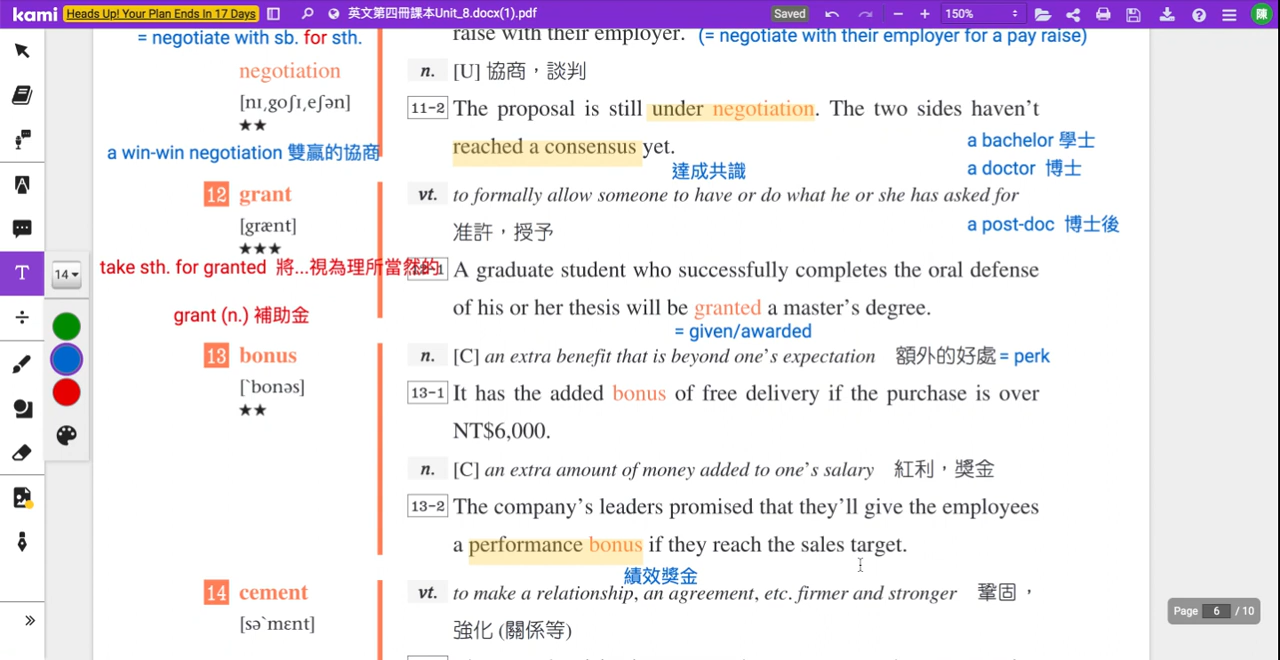 kami Heads Up! Your Plan Ends In 17 Days 英文第四冊課本Unit_8.docx(1).pdf Saved 150% 陳
= negotiate with sb. for sth.
raise with their employer. (= negotiate with their employer for a pay raise)
negotiation
n. [U] 協商，談判
[nɪˏgoʃɪˏeʃən]
★★
11-2 The proposal is still under negotiation. The two sides haven't
reached a consensus yet.
a bachelor 學士
a win-win negotiation 雙贏的協商
達成共識
a doctor 博士
12 grant
vt. to formally allow someone to have or do what he or she has asked for
[grænt]
准許，授予
a post-doc 博士後
★★★
take sth. for granted 將...視為理所當然的
A graduate student who successfully completes the oral defense
of his or her thesis will be granted a master's degree.
grant (n.) 補助金
= given/awarded
13 bonus
n. [C] an extra benefit that is beyond one's expectation 額外的好處 = perk
[ˋbonəs]
★★
13-1 It has the added bonus of free delivery if the purchase is over
NT$6,000.
n. [C] an extra amount of money added to one's salary 紅利，獎金
13-2 The company's leaders promised that they'll give the employees
a performance bonus if they reach the sales target.
績效獎金
14 cement
vt. to make a relationship, an agreement, etc. firmer and stronger 鞏固，
[səˋmɛnt]
強化 (關係等)
T
14
Page 6 / 10